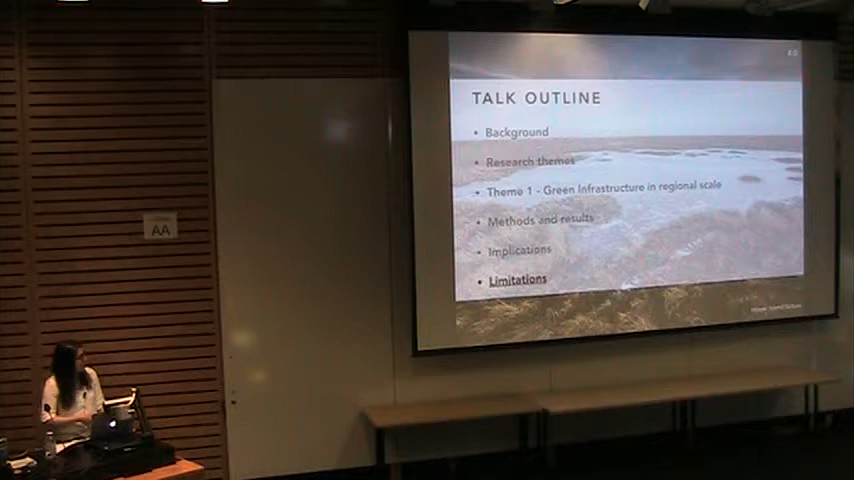 TALK OUTLINE
• Background
• Research themes
• Theme 1 - Green Infrastructure in regional scale
• Methods and results
• Implications
• Limitations
AA